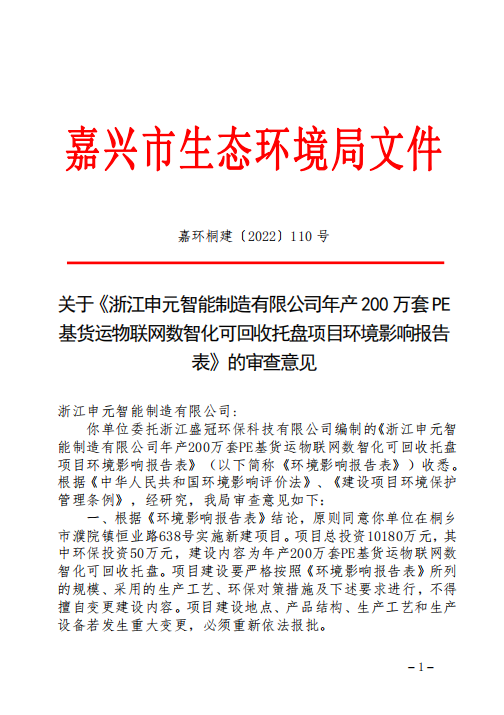 嘉兴市生态环境局文件
嘉环桐建〔2022〕110号
关于《浙江申元智能制造有限公司年产200万套PE
基货运物联网数智化可回收托盘项目环境影响报告
表》的审查意见
浙江申元智能制造有限公司：
你单位委托浙江盛冠环保科技有限公司编制的《浙江申元智
能制造有限公司年产200万套PE基货运物联网数智化可回收托盘
项目环境影响报告表》（以下简称《环境影响报告表》）收悉。
根据《中华人民共和国环境影响评价法》、《建设项目环境保护
管理条例》，经研究，我局审查意见如下：
一、根据《环境影响报告表》结论，原则同意你单位在桐乡
市濮院镇恒业路638号实施新建项目。项目总投资10180万元，其
中环保投资50万元，建设内容为年产200万套PE基货运物联网数
智化可回收托盘。项目建设要严格按照《环境影响报告表》所列
的规模、采用的生产工艺、环保对策措施及下述要求进行，不得
擅自变更建设内容。项目建设地点、产品结构、生产工艺和生产
设备若发生重大变更，必须重新依法报批。
－1－